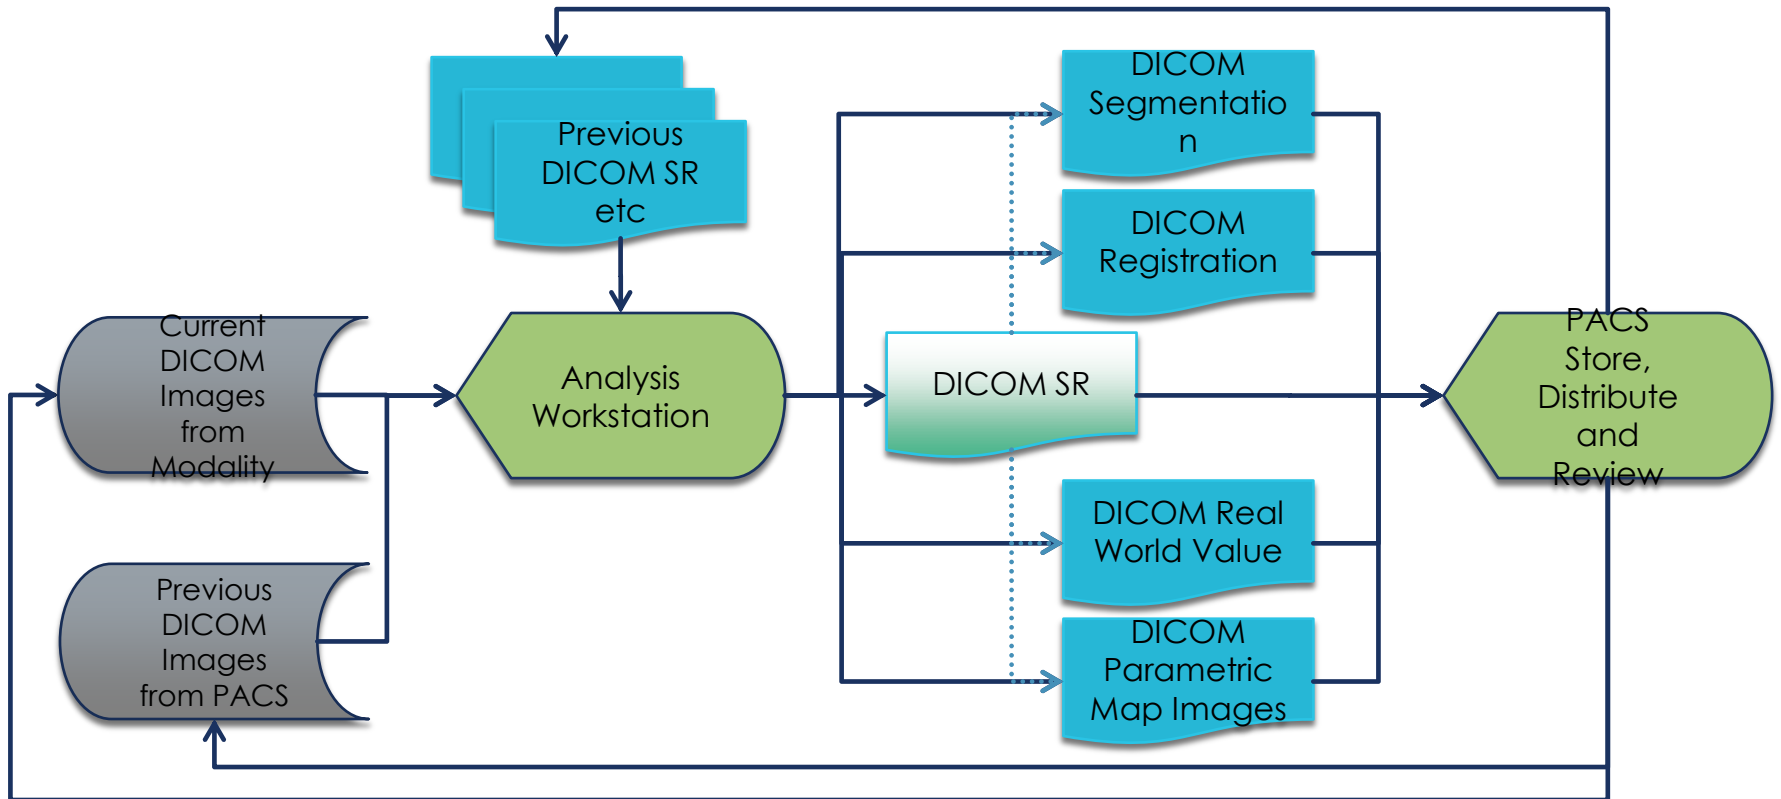 Previous
DICOM SR
etc
Current
DICOM
Images
from
Modality
Previous
DICOM
Images
from PACS
Analysis
Workstation
DICOM
Segmentatio
n
DICOM
Registration
DICOM SR
DICOM Real
World Value
DICOM
Parametric
Map Images
PACS
Store,
Distribute
and
Review